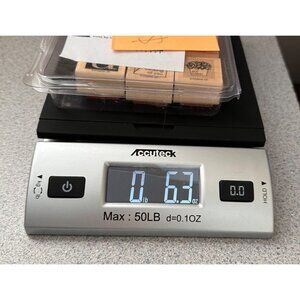 ACCUTECK
0 lb 6.3 oz
0.0
HOLD
Max : 50LB d=0.1OZ